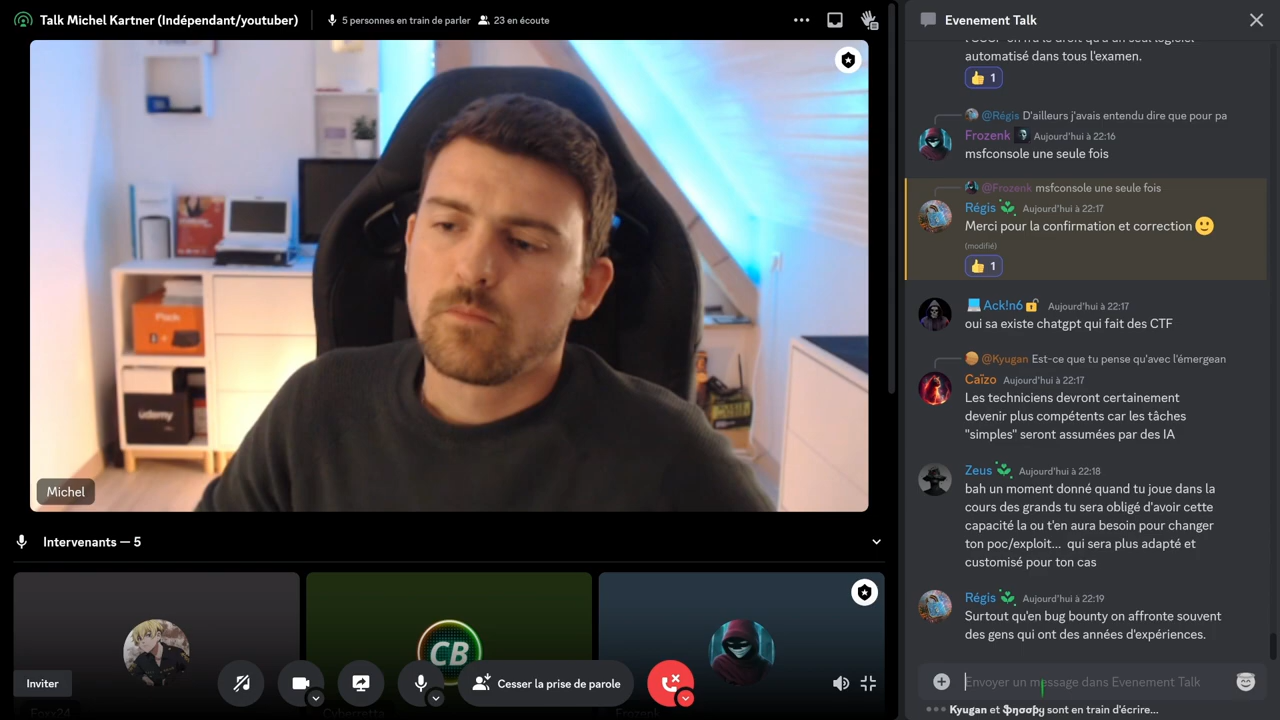 Talk Michel Kartner (Indépendant/youtuber)
5 personnes en train de parler
23 en écoute
Michel
udemy
Intervenants — 5
CB
Inviter
Cesser la prise de parole
Evenement Talk
automatisé dans tous l'examen.
👍 1
@Régis D'ailleurs j'avais entendu dire que pour pa
Frozenk Aujourd'hui à 22:16
msfconsole une seule fois
@Frozenk msfconsole une seule fois
Régis Aujourd'hui à 22:17
Merci pour la confirmation et correction 🙂
(modifié)
👍 1
Ack!n6 Aujourd'hui à 22:17
oui sa existe chatgpt qui fait des CTF
@Kyugan Est-ce que tu pense qu'avec l'émergean
Caïzo Aujourd'hui à 22:17
Les techniciens devront certainement
devenir plus compétents car les tâches
"simples" seront assumées par des IA
Zeus Aujourd'hui à 22:18
bah un moment donné quand tu joue dans la
cours des grands tu sera obligé d'avoir cette
capacité la ou t'en aura besoin pour changer
ton poc/exploit... qui sera plus adapté et
customisé pour ton cas
Régis Aujourd'hui à 22:19
Surtout qu'en bug bounty on affronte souvent
des gens qui ont des années d'expériences.
Envoyer un message dans Evenement Talk
Kyugan et sont en train d'écrire...